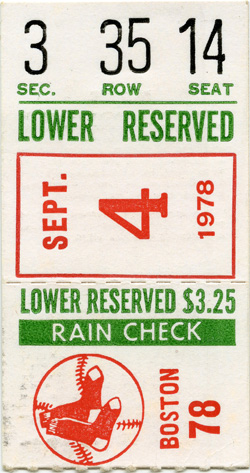 3 35 14
SEC. ROW SEAT
LOWER RESERVED
SEPT. 4 1978
LOWER RESERVED $3.25
RAIN CHECK
BOSTON
78